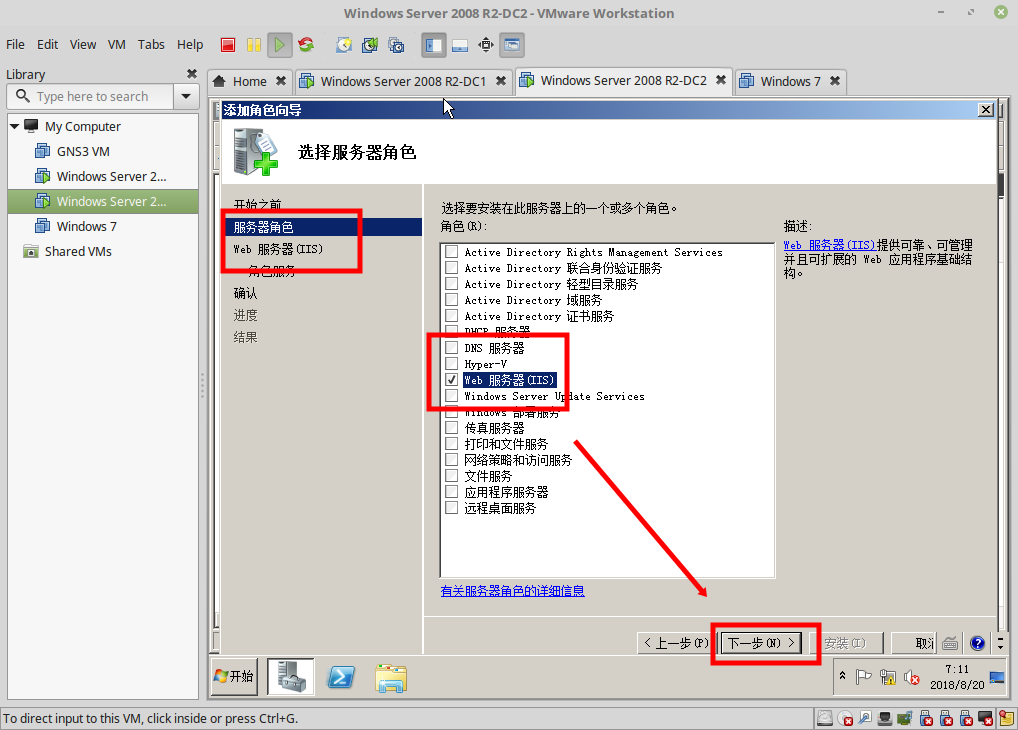 Windows Server 2008 R2-DC2 - VMware Workstation
File Edit View VM Tabs Help
Library
Type here to search
My Computer
GNS3 VM
Windows Server 2...
Windows Server 2...
Windows 7
Shared VMs
Home
Windows Server 2008 R2-DC1
Windows Server 2008 R2-DC2
Windows 7
添加角色向导
选择服务器角色
开始之前
服务器角色
Web 服务器(IIS)
角色服务
确认
进度
结果
选择要安装在此服务器上的一个或多个角色。
角色(R):
Active Directory Rights Management Services
Active Directory 联合身份验证服务
Active Directory 轻型目录服务
Active Directory 域服务
Active Directory 证书服务
DHCP 服务器
DNS 服务器
Hyper-V
Web 服务器(IIS)
Windows Server Update Services
Windows 部署服务
传真服务器
打印和文件服务
网络策略和访问服务
文件服务
应用程序服务器
远程桌面服务
有关服务器角色的详细信息
描述:
Web 服务器(IIS)提供可靠、可管理
并且可扩展的 Web 应用程序基础结
构。
< 上一步(P)
下一步(N) >
安装(I)
取消
开始
7:11
2018/8/20
To direct input to this VM, click inside or press Ctrl+G.